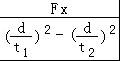 Fx
(d/t₁)² − (d/t₂)²